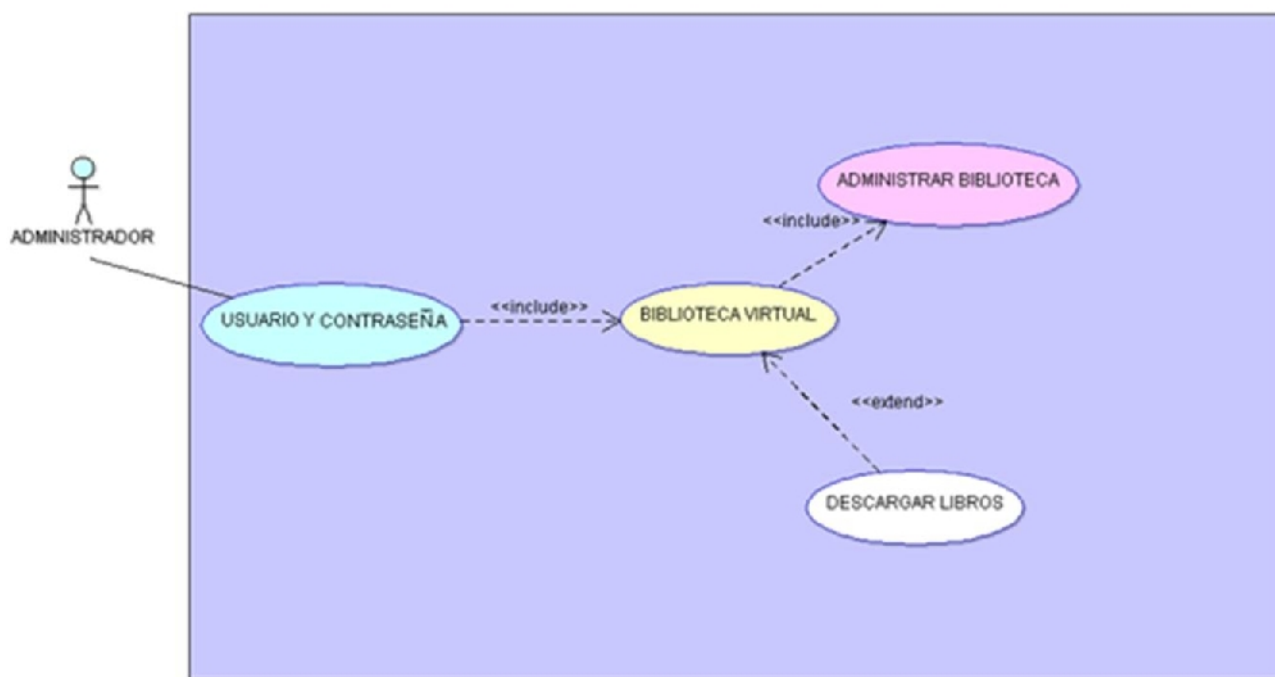 ADMINISTRADOR
USUARIO Y CONTRASEÑA
<<include>>
BIBLIOTECA VIRTUAL
<<include>>
ADMINISTRAR BIBLIOTECA
<<extend>>
DESCARGAR LIBROS